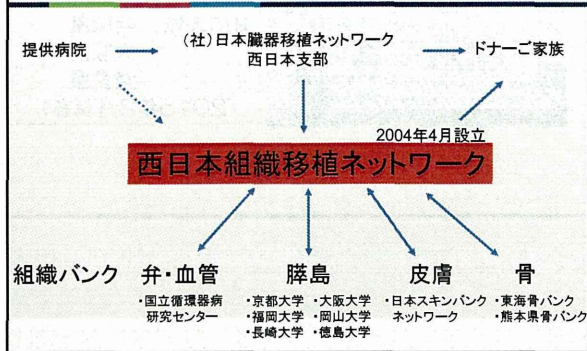 提供病院
(社)日本臓器移植ネットワーク
西日本支部
ドナーご家族
2004年4月設立
西日本組織移植ネットワーク
組織バンク
弁・血管
・国立循環器病
研究センター
膵島
・京都大学 ・大阪大学
・福岡大学 ・岡山大学
・長崎大学 ・徳島大学
皮膚
・日本スキンバンク
ネットワーク
骨
・東海骨バンク
・熊本県骨バンク